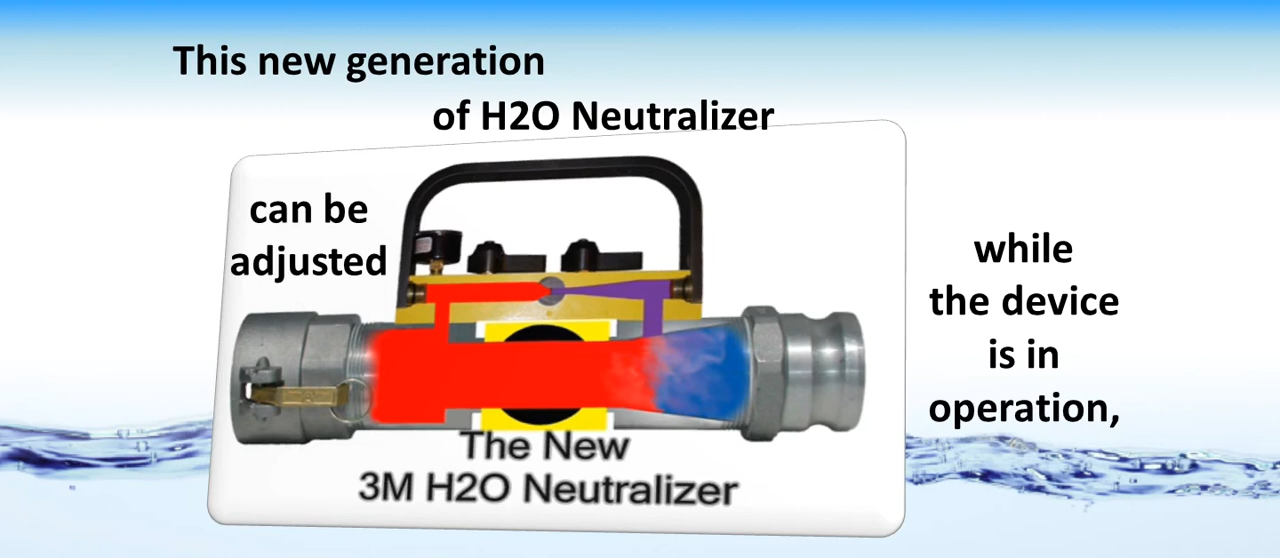 This new generation
of H2O Neutralizer
can be
adjusted
while
the device
is in
operation,
The New
3M H2O Neutralizer